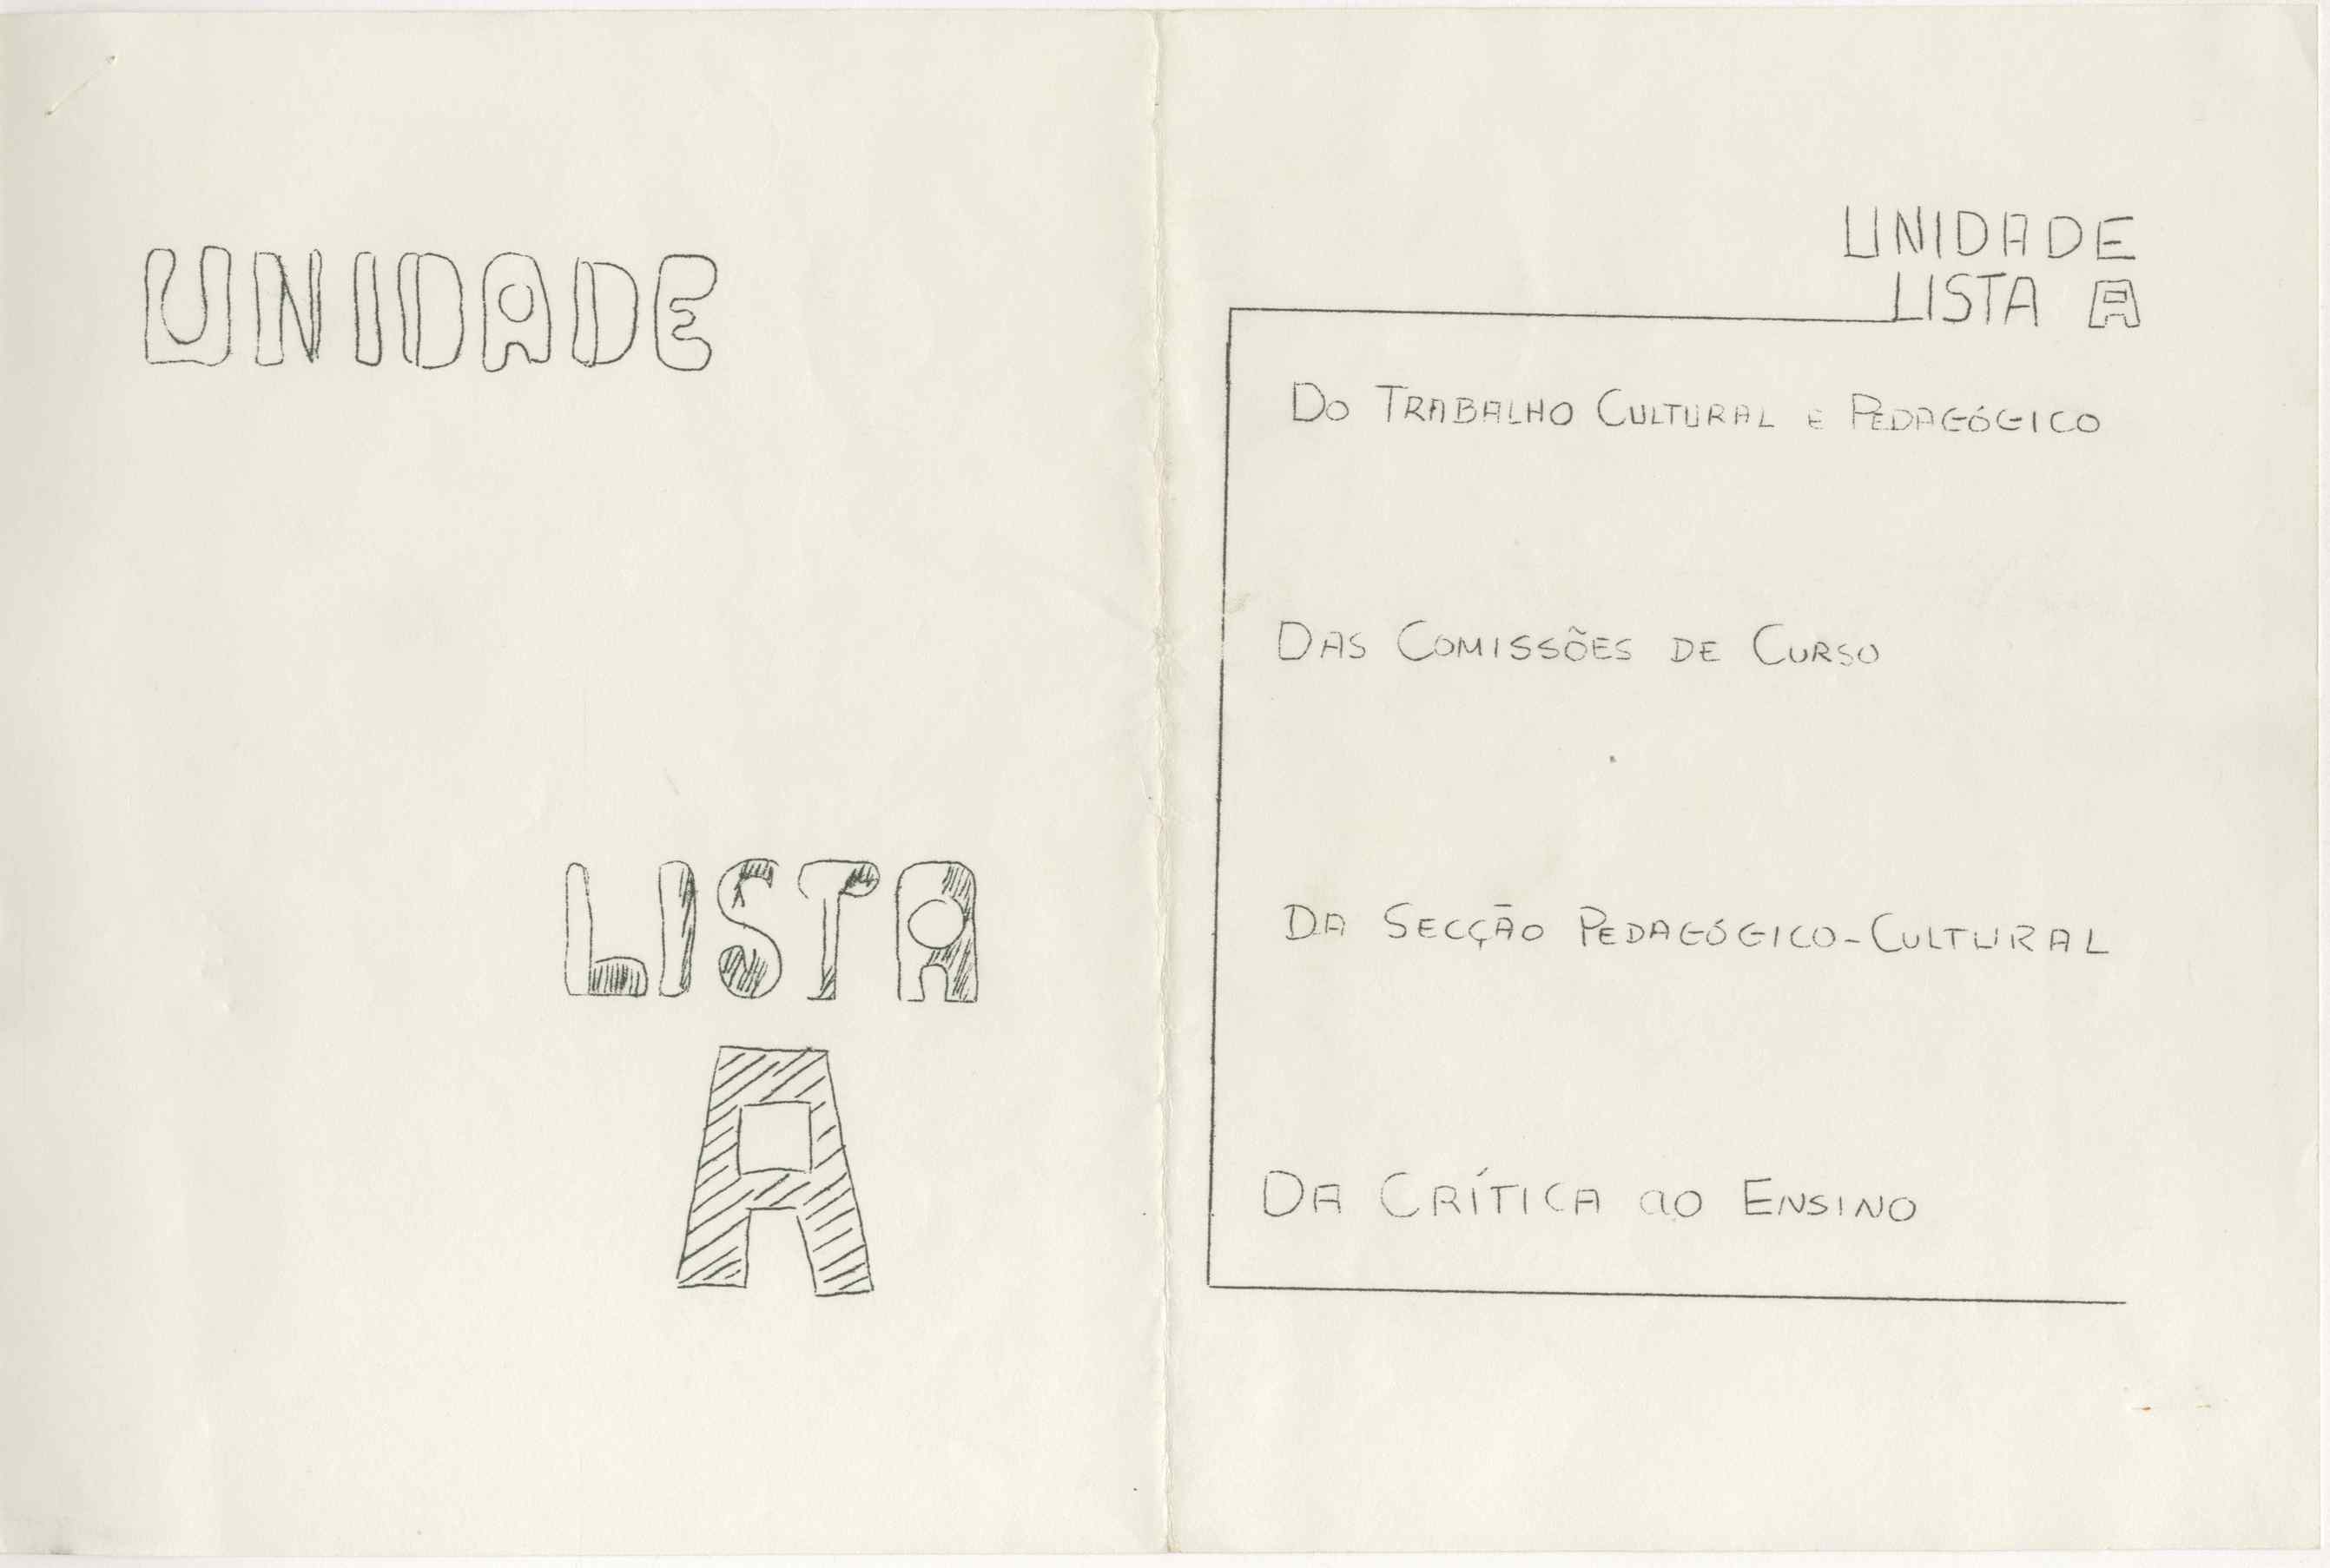 UNIDADE
LISTA
A
UNIDADE
LISTA A
DO TRABALHO CULTURAL E PEDAGÓGICO
DAS COMISSÕES DE CURSO
DA SECÇÃO PEDAGÓGICO-CULTURAL
DA CRÍTICA ao ENSINO